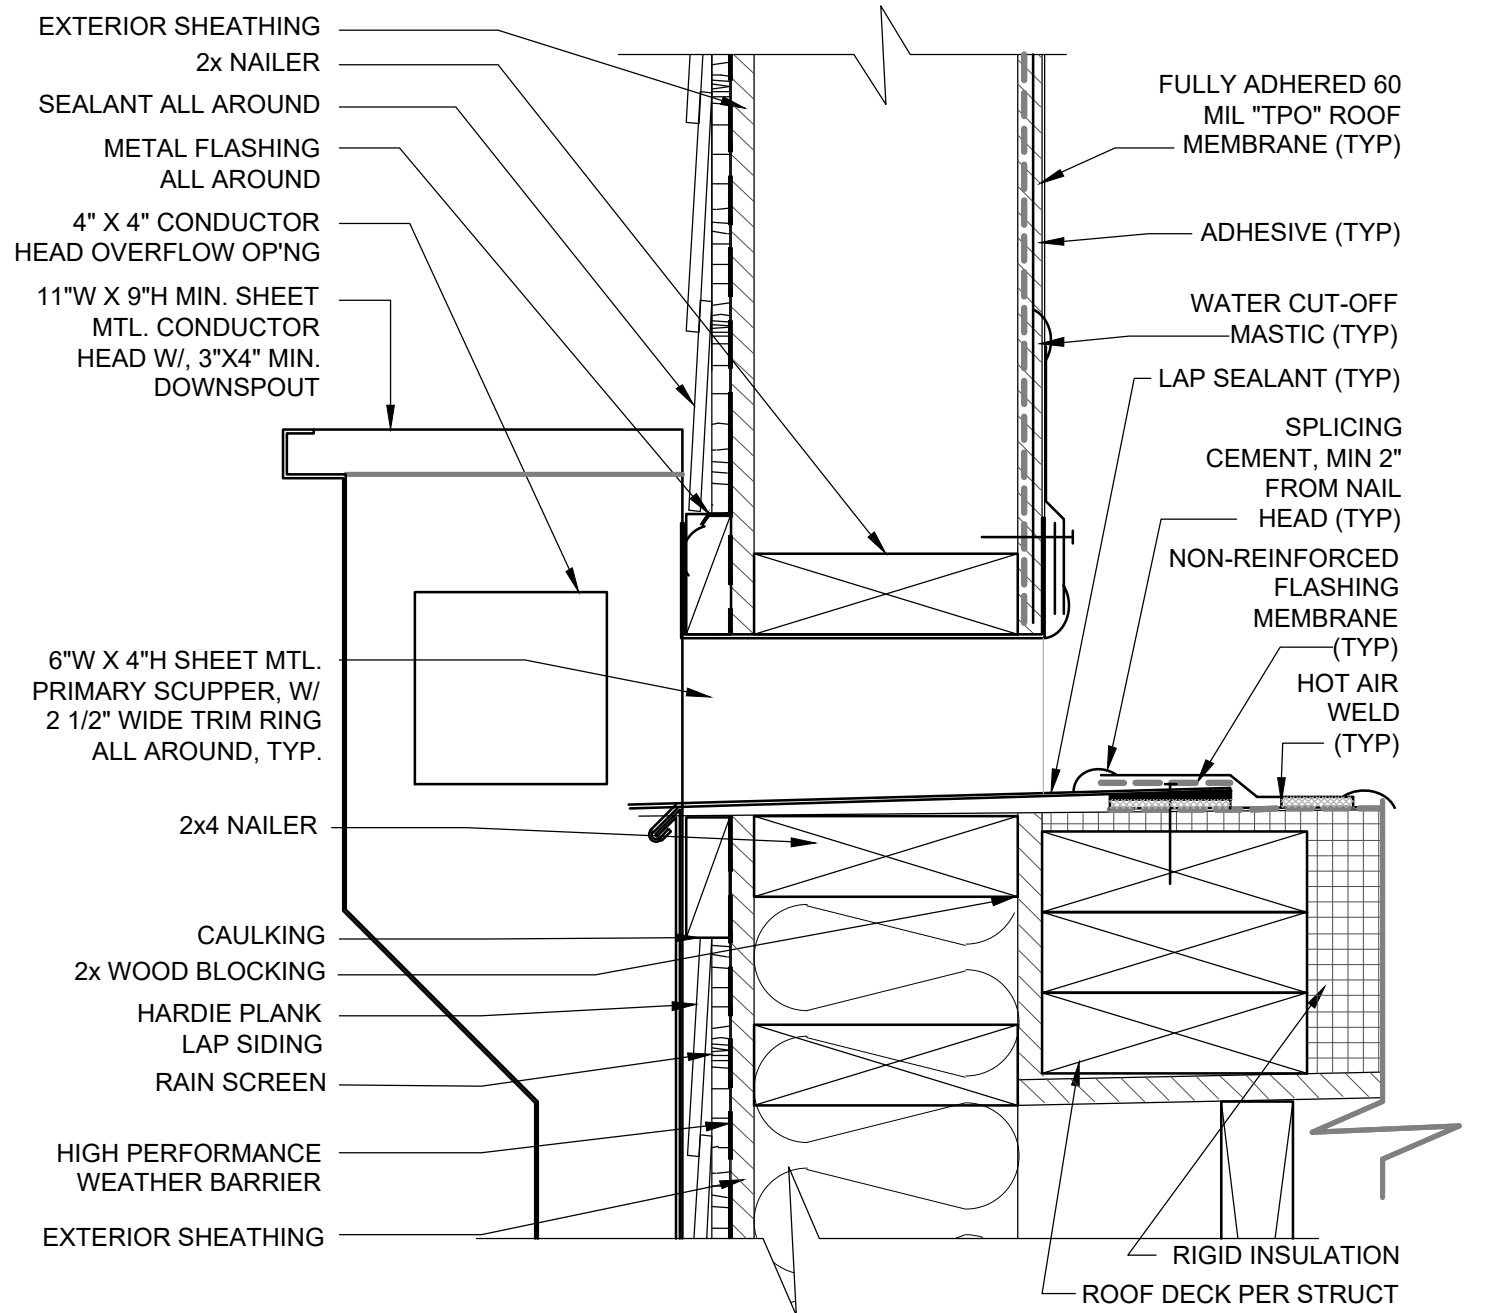 EXTERIOR SHEATHING
2x NAILER
SEALANT ALL AROUND
METAL FLASHING
ALL AROUND
4" X 4" CONDUCTOR
HEAD OVERFLOW OP'NG
11"W X 9"H MIN. SHEET
MTL. CONDUCTOR
HEAD W/, 3"X4" MIN.
DOWNSPOUT
6"W X 4"H SHEET MTL.
PRIMARY SCUPPER, W/
2 1/2" WIDE TRIM RING
ALL AROUND, TYP.
2x4 NAILER
CAULKING
2x WOOD BLOCKING
HARDIE PLANK
LAP SIDING
RAIN SCREEN
HIGH PERFORMANCE
WEATHER BARRIER
EXTERIOR SHEATHING
FULLY ADHERED 60
MIL "TPO" ROOF
MEMBRANE (TYP)
ADHESIVE (TYP)
WATER CUT-OFF
MASTIC (TYP)
LAP SEALANT (TYP)
SPLICING
CEMENT, MIN 2"
FROM NAIL
HEAD (TYP)
NON-REINFORCED
FLASHING
MEMBRANE
(TYP)
HOT AIR
WELD
(TYP)
RIGID INSULATION
ROOF DECK PER STRUCT